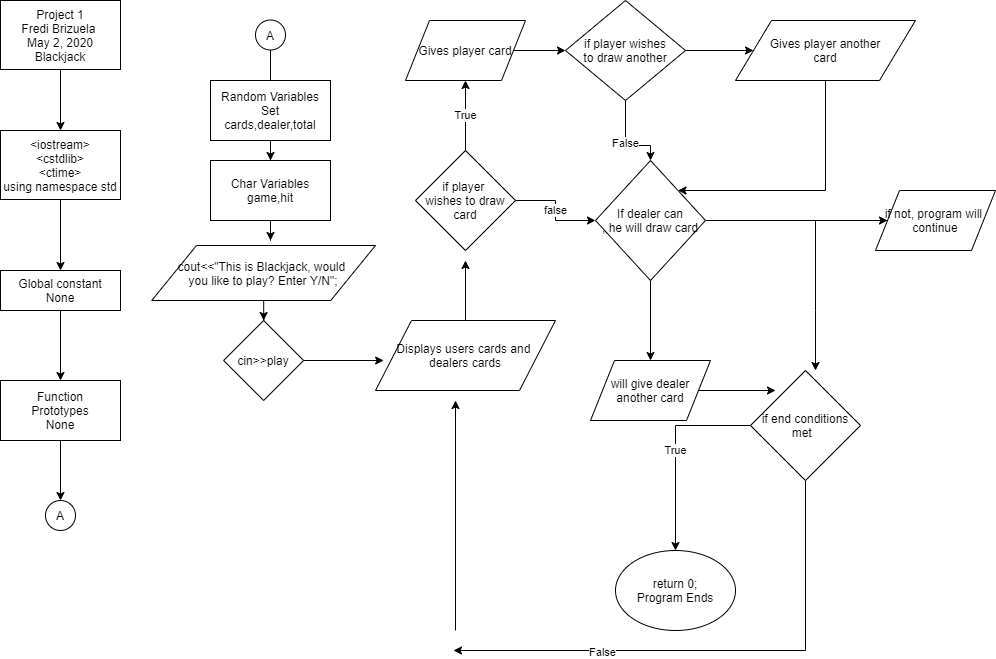 Project 1
Fredi Brizuela
May 2, 2020
Blackjack
<iostream>
<cstdlib>
<ctime>
using namespace std
Global constant
None
Function
Prototypes
None
A
A
Random Variables
Set
cards,dealer,total
Char Variables
game,hit
cout<<"This is Blackjack, would
you like to play? Enter Y/N";
cin>>play
Displays users cards and
dealers cards
if player
wishes to draw
card
True
false
Gives player card
if player wishes
to draw another
False
Gives player another
card
If dealer can
, he will draw card
if not, program will
continue
will give dealer
another card
if end conditions
met
True
return 0;
Program Ends
False